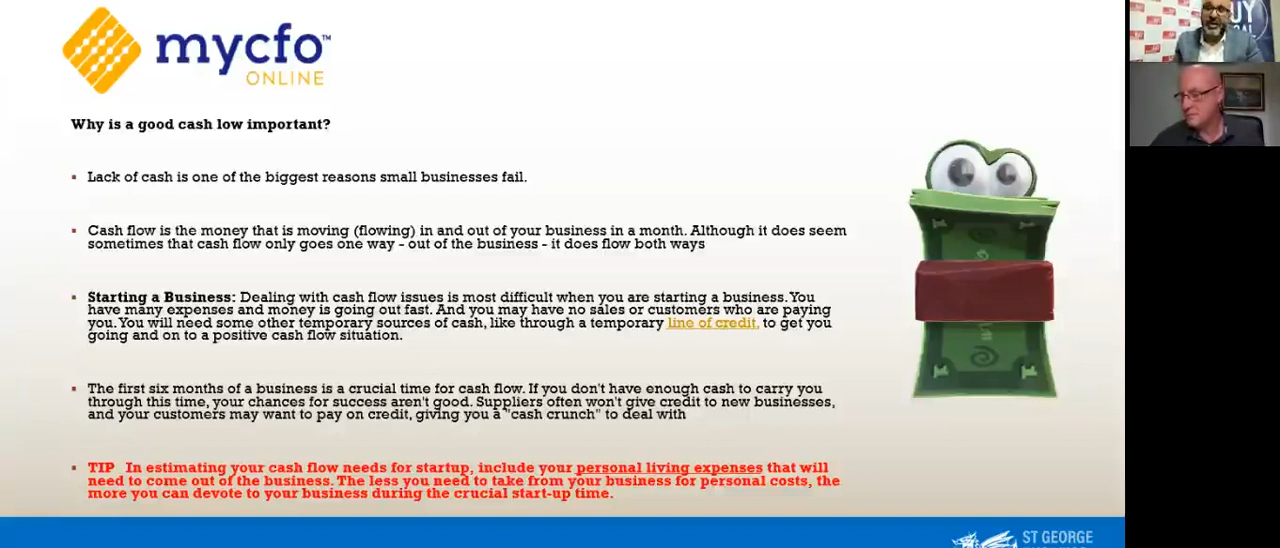 mycfo™
ONLINE
Why is a good cash low important?
Lack of cash is one of the biggest reasons small businesses fail.
Cash flow is the money that is moving (flowing) in and out of your business in a month. Although it does seem
sometimes that cash flow only goes one way - out of the business - it does flow both ways
Starting a Business: Dealing with cash flow issues is most difficult when you are starting a business. You
have many expenses and money is going out fast. And you may have no sales or customers who are paying
you. You will need some other temporary sources of cash, like through a temporary line of credit, to get you
going and on to a positive cash flow situation.
The first six months of a business is a crucial time for cash flow. If you don't have enough cash to carry you
through this time, your chances for success aren't good. Suppliers often won't give credit to new businesses,
and your customers may want to pay on credit, giving you a "cash crunch" to deal with
TIP In estimating your cash flow needs for startup, include your personal living expenses that will
need to come out of the business. The less you need to take from your business for personal costs, the
more you can devote to your business during the crucial start-up time.
ST GEORGE